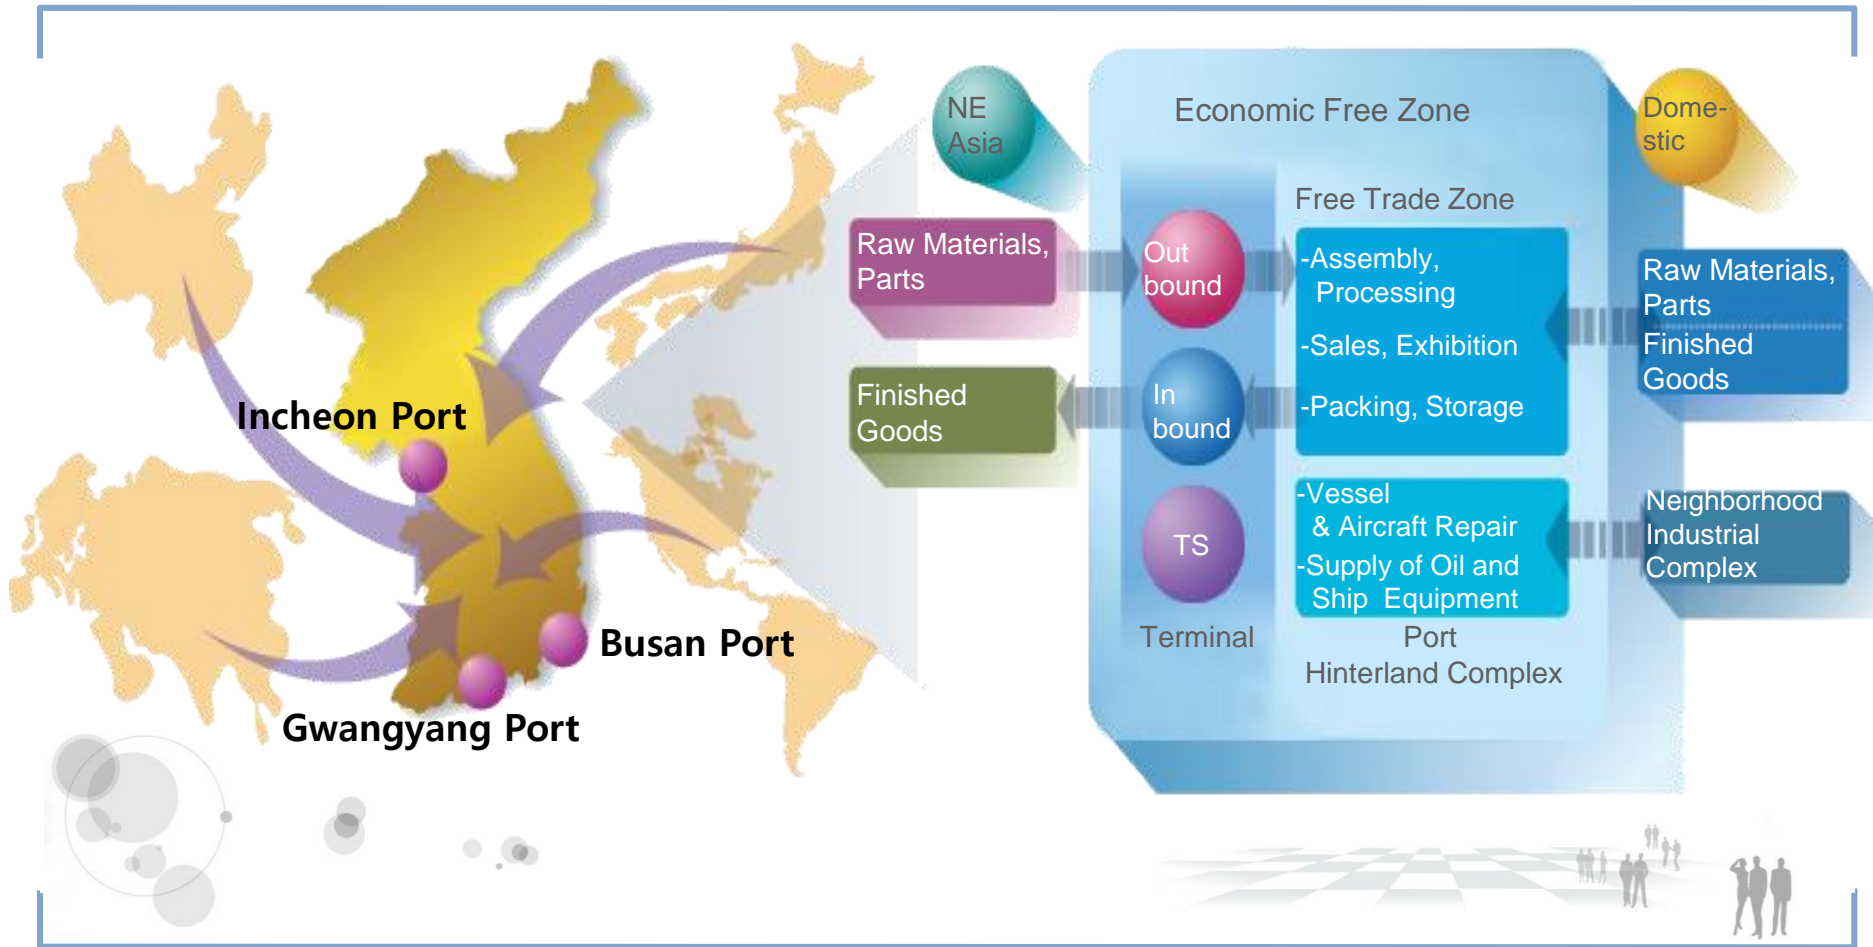 Incheon Port
Busan Port
Gwangyang Port
NE
Asia
Raw Materials,
Parts
Finished
Goods
Economic Free Zone
Out
bound
In
bound
TS
Terminal
Free Trade Zone
-Assembly,
Processing
-Sales, Exhibition
-Packing, Storage
-Vessel
& Aircraft Repair
-Supply of Oil and
Ship Equipment
Port
Hinterland Complex
Dome-
stic
Raw Materials,
Parts
Finished
Goods
Neighborhood
Industrial
Complex